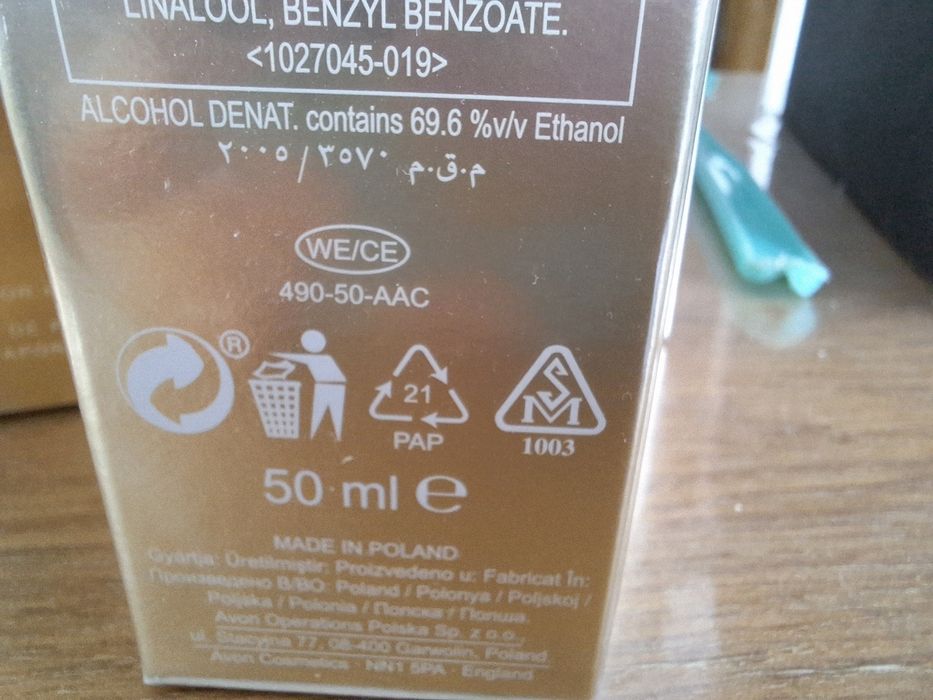 LINALOOL, BENZYL BENZOATE.
<1027045-019>
ALCOHOL DENAT. contains 69.6 %v/v Ethanol
م.ق.م ٣٥٧٠ / ٢٠٠٥
WE/CE
490-50-AAC
®
21
PAP
SM
1003
50 ml e
MADE IN POLAND
Gyártja: Üretilmiştir: Proizvedeno u: Fabricat în:
Произведено В/ВО: Poland / Polonya / Poljskoj /
Poljska / Polonia / Полска / Польша.
Avon Operations Polska Sp. z o.o.,
ul. Stacyjna 77, 08-400 Garwolin, Poland
Avon Cosmetics · NN1 5PA · England